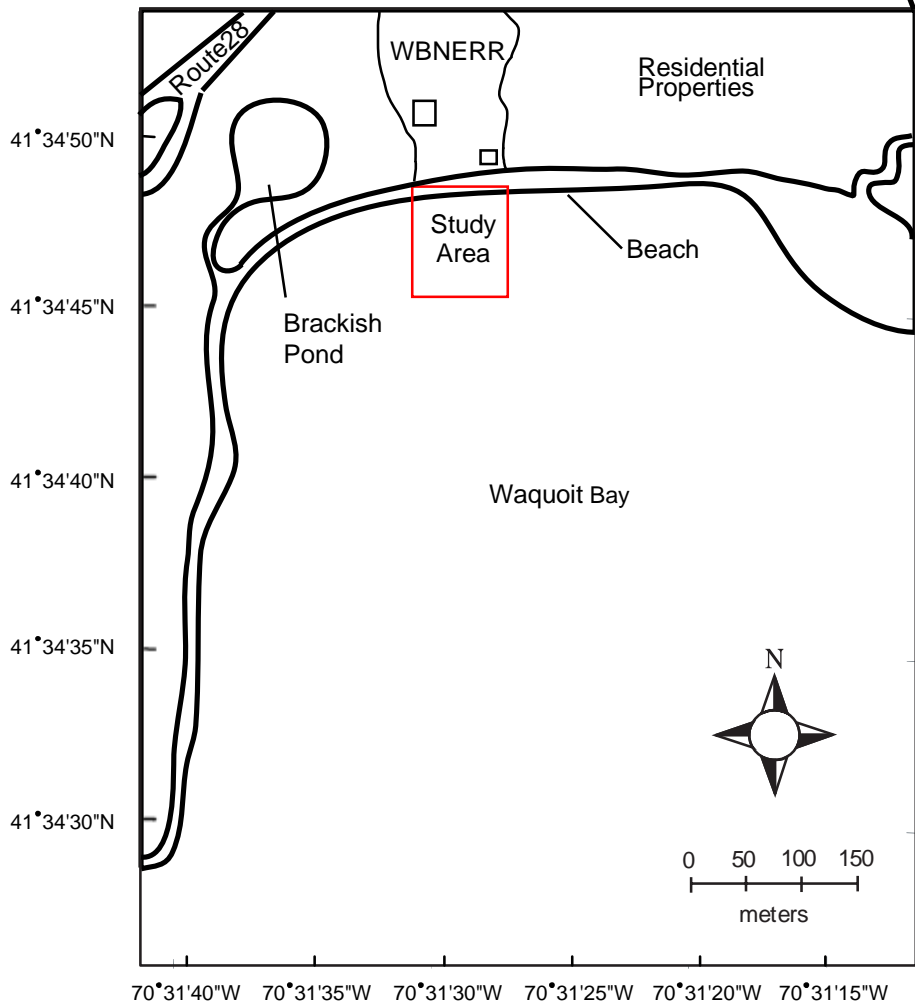 Route28
WBNERR
Residential
Properties
41°34'50"N
Study
Area
Beach
41°34'45"N
Brackish
Pond
41°34'40"N
Waquoit Bay
41°34'35"N
N
41°34'30"N
0 50 100 150
meters
70°31'40"W 70°31'35"W 70°31'30"W 70°31'25"W 70°31'20"W 70°31'15"W